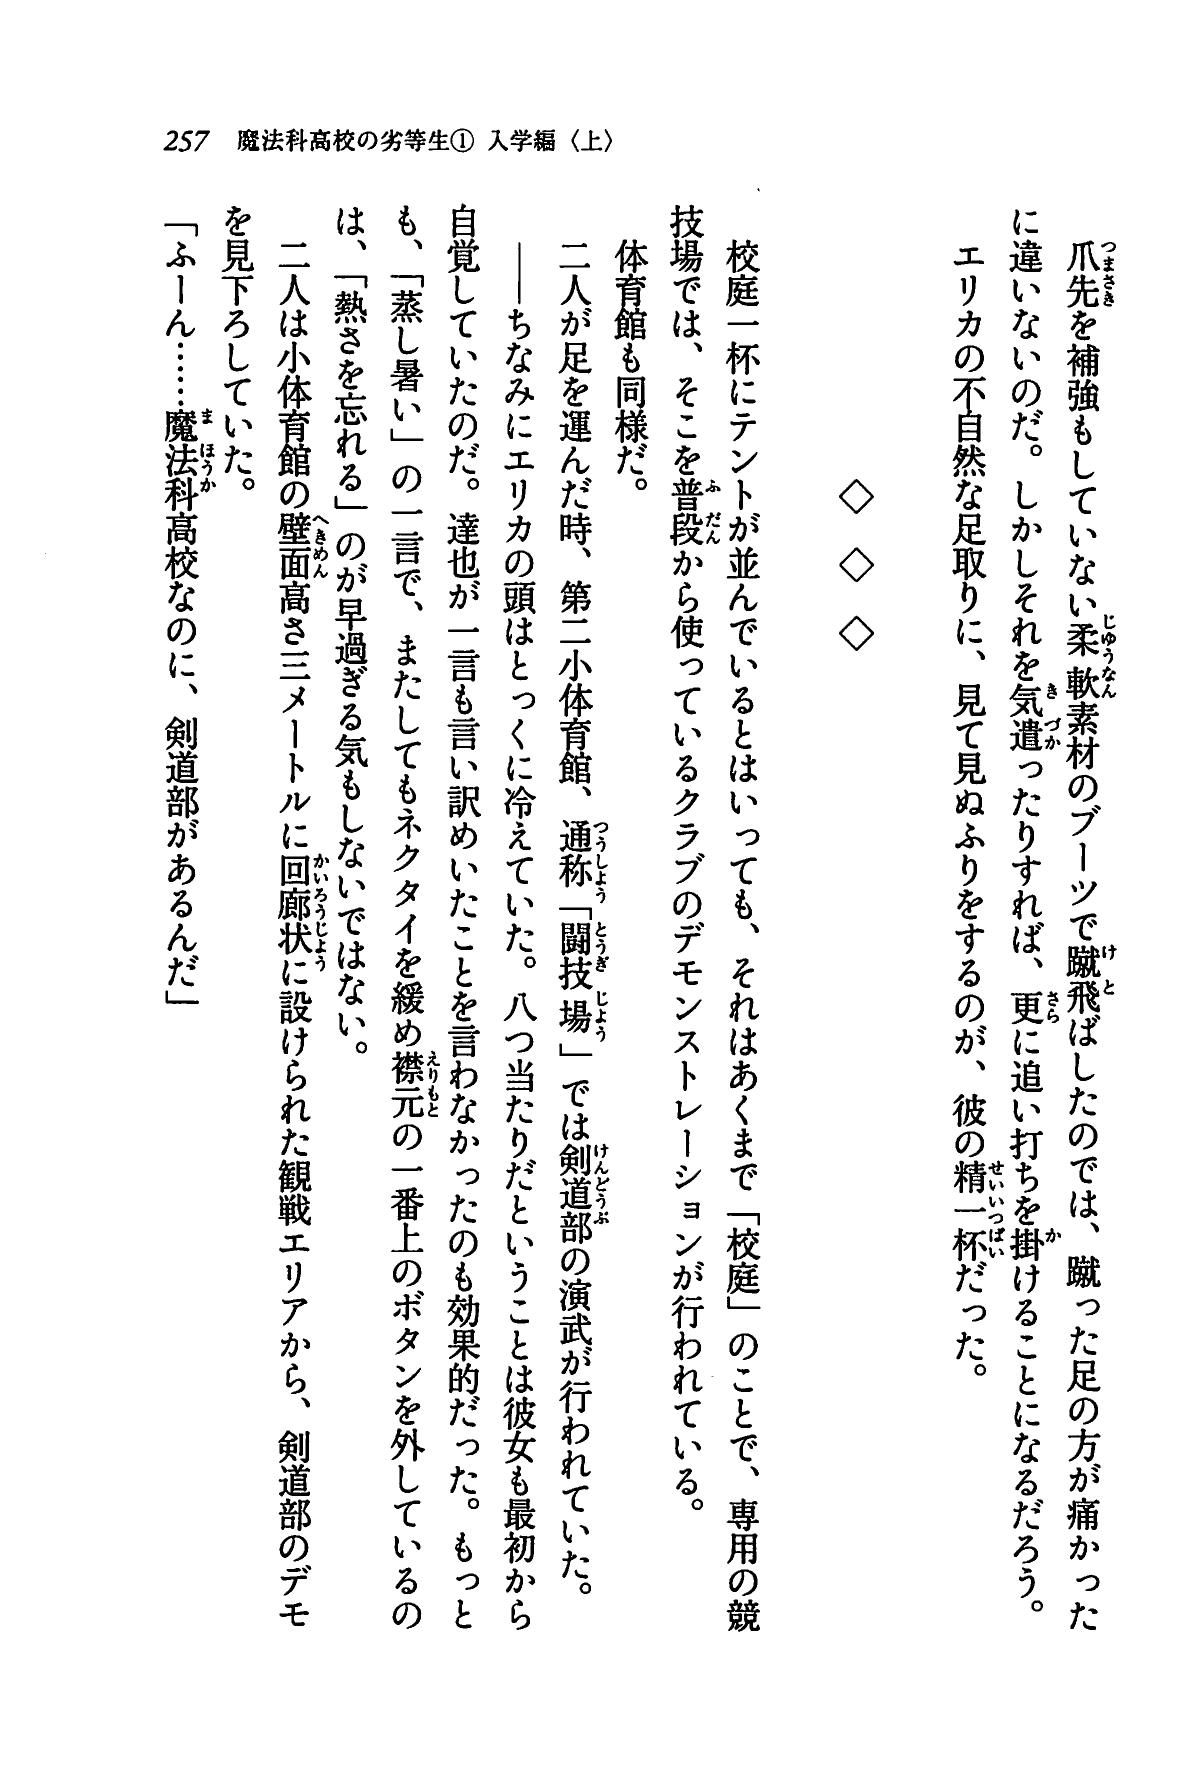 257 魔法科高校の劣等生① 入学編〈上〉
爪先を補強もしていない柔軟素材のブーツで蹴飛ばしたのでは、蹴った足の方が痛かった
に違いないのだ。しかしそれを気遣ったりすれば、更に追い打ちを掛けることになるだろう。
エリカの不自然な足取りに、見て見ぬふりをするのが、彼の精一杯だった。
◇ ◇ ◇
校庭一杯にテントが並んでいるとはいっても、それはあくまで「校庭」のことで、専用の競
技場では、そこを普段から使っているクラブのデモンストレーションが行われている。
体育館も同様だ。
二人が足を運んだ時、第二小体育館、通称「闘技場」では剣道部の演武が行われていた。
――ちなみにエリカの頭はとっくに冷えていた。八つ当たりだということは彼女も最初から
自覚していたのだ。達也が一言も言い訳めいたことを言わなかったのも効果的だった。もっと
も、「蒸し暑い」の一言で、またしてもネクタイを緩め襟元の一番上のボタンを外しているの
は、「熱さを忘れる」のが早過ぎる気もしないではない。
二人は小体育館の壁面高さ三メートルに回廊状に設けられた観戦エリアから、剣道部のデモ
を見下ろしていた。
「ふーん……魔法科高校なのに、剣道部があるんだ」